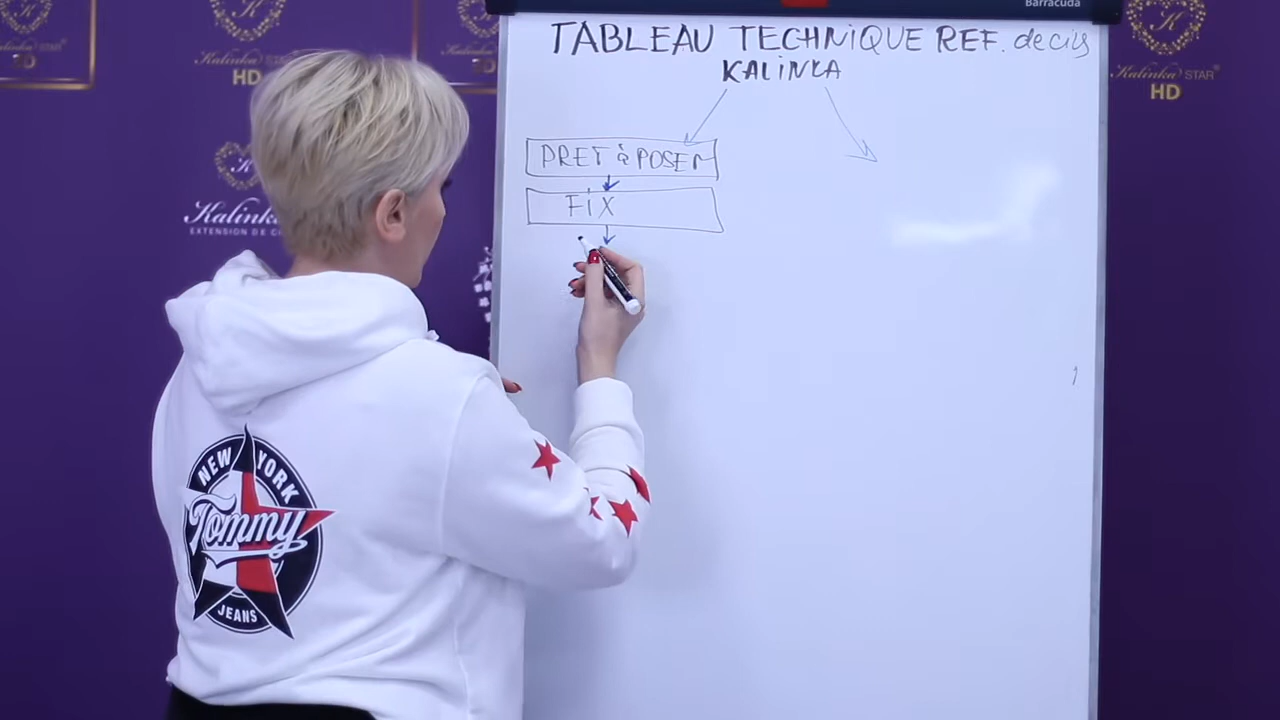 Barracuda
TABLEAU TECHNIQUE REF. de cils
KALINKA
PRET à POSER
FIX
Kalinka STAR
HD
Kalinka STAR
HD
Kalinka
EXTENSION DE
NEW YORK
Tommy
JEANS